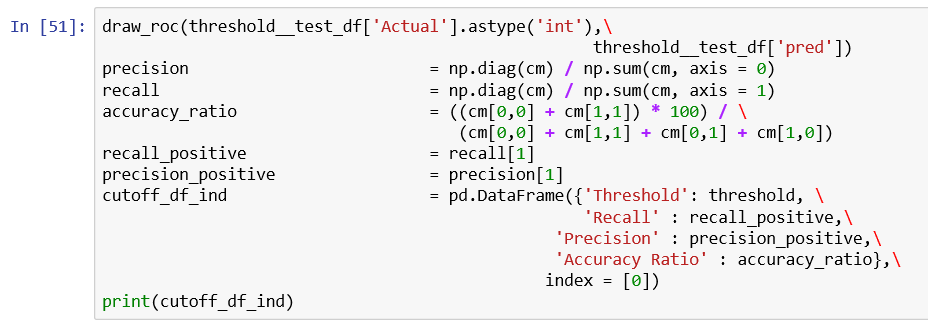 In [51]: draw_roc(threshold__test_df['Actual'].astype('int'),\
threshold__test_df['pred'])
precision = np.diag(cm) / np.sum(cm, axis = 0)
recall = np.diag(cm) / np.sum(cm, axis = 1)
accuracy_ratio = ((cm[0,0] + cm[1,1]) * 100) / \
(cm[0,0] + cm[1,1] + cm[0,1] + cm[1,0])
recall_positive = recall[1]
precision_positive = precision[1]
cutoff_df_ind = pd.DataFrame({'Threshold': threshold, \
'Recall' : recall_positive,\
'Precision' : precision_positive,\
'Accuracy Ratio' : accuracy_ratio},\
index = [0])
print(cutoff_df_ind)